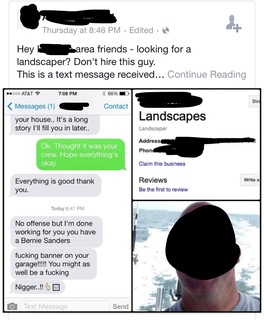 Thursday at 8:46 PM · Edited ·
Hey l area friends - looking for a
landscaper? Don't hire this guy.
This is a text message received... Continue Reading
AT&T
7:08 PM
66%
Messages (1)
Contact
your house.. It's a long
story I'll fill you in later..
Ok. Thought it was your
crew. Hope everything's
okay.
Everything is good thank
you.
Today 6:41 PM
No offense but I'm done
working for you you have
a Bernie Sanders
fucking banner on your
garage!!!!! You might as
well be a fucking
Nigger..!!
Text Message
Send
Dire
Landscapes
Landscaper
Address
Phone
Claim this business
Reviews
Write a
Be the first to review